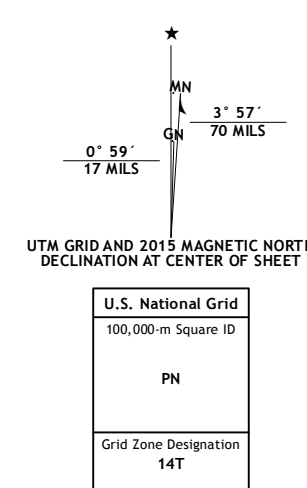 ★
MN
GN
3° 57´
70 MILS
0° 59´
17 MILS
UTM GRID AND 2015 MAGNETIC NORTH
DECLINATION AT CENTER OF SHEET
U.S. National Grid
100,000-m Square ID
PN
Grid Zone Designation
14T